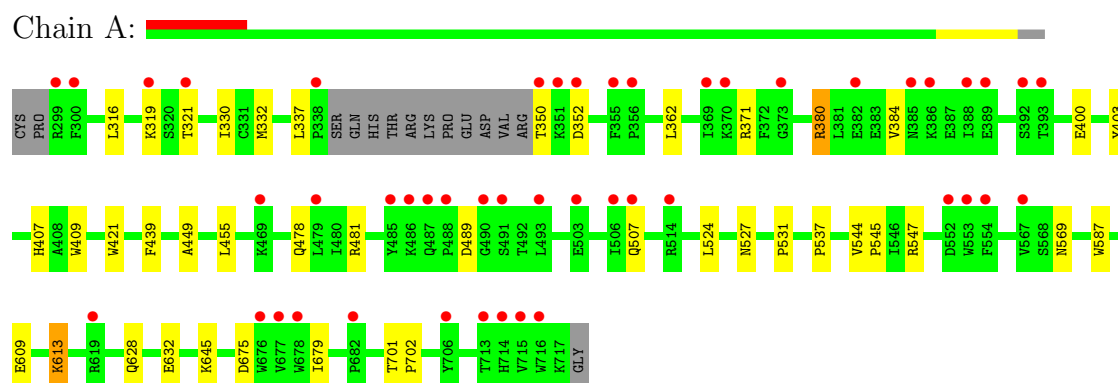 Chain A:
CYS PRO R299 F300 L316 K319 S320 T321 I330 C331 M332 L337 P338 SER GLN HIS THR ARG LYS PRO GLU ASP VAL ARG T350 K351 D352 F355 P356 L362 I369 K370 R371 F372 G373 R380 L381 E382 E383 V384 N385 K386 E387 I388 E389 S392 T393 E400 Y403
H407 A408 W409 W421 F439 A449 L455 K469 Q478 L479 I480 R481 Y485 K486 Q487 P488 D489 G490 S491 T492 L493 E503 I506 Q507 R514 L524 N527 P531 P537 V544 P545 I546 R547 D552 W553 F554 V567 S568 N569 W587
E609 K613 R619 Q628 E632 K645 D675 W676 V677 W678 I679 P682 T701 P702 Y706 T713 H714 V715 W716 K717 GLY